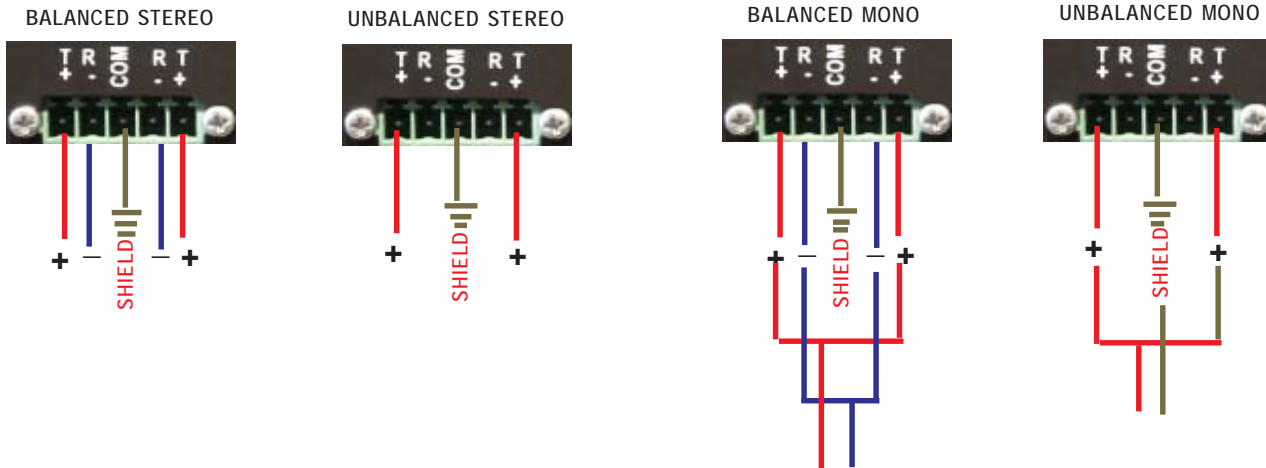 BALANCED STEREO
T R COM R T
+ - - +
+ − SHIELD − +
UNBALANCED STEREO
T R COM R T
+ - - +
+ SHIELD +
BALANCED MONO
T R COM R T
+ - - +
+ − SHIELD − +
UNBALANCED MONO
T R COM R T
+ - - +
+ SHIELD +